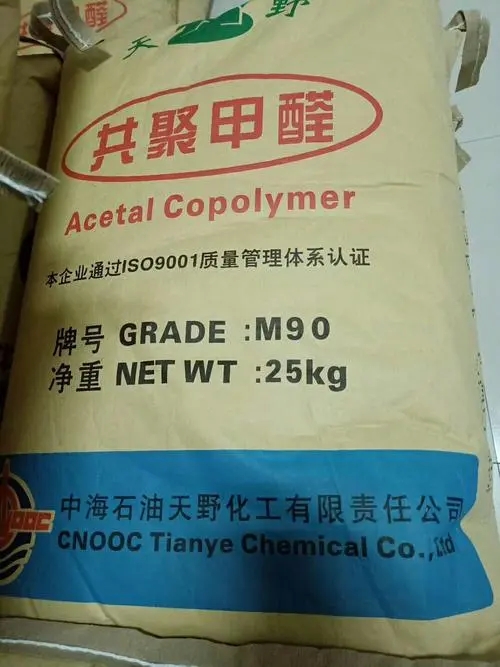 醛
天 野
共聚甲醛
Acetal Copolymer
本企业通过ISO9001质量管理体系认证
牌号 GRADE :M90
净重 NET WT :25kg
中海石油天野化工有限责任公司
CNOOC Tianye Chemical Co.,Ltd
OOC